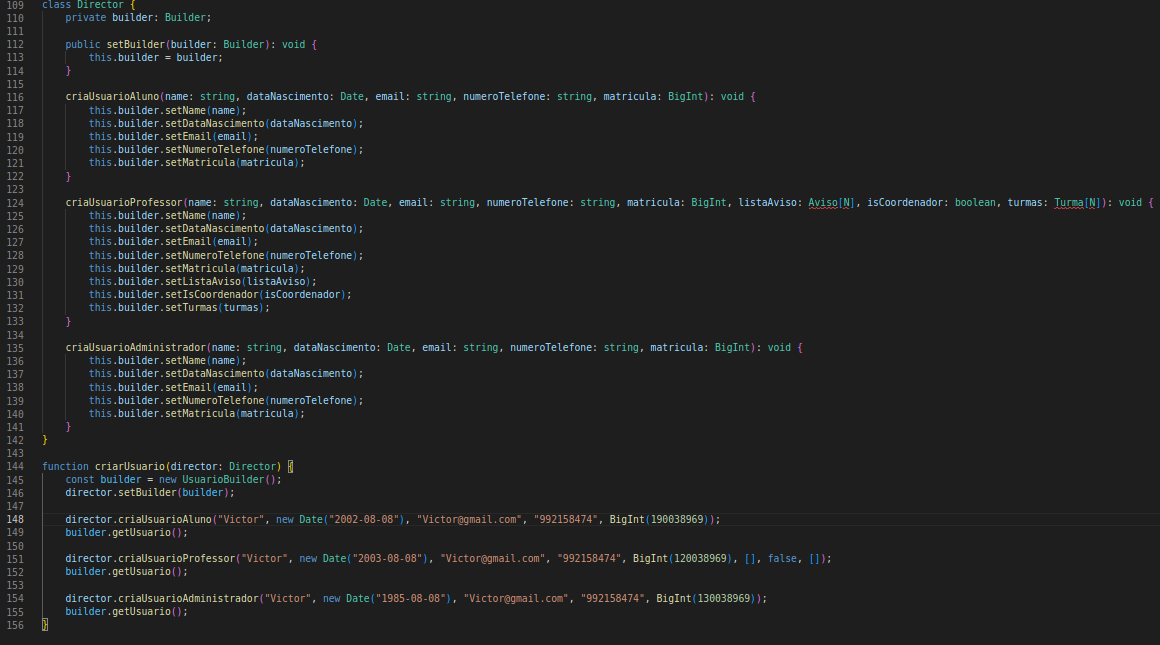 109 class Director {
110     private builder: Builder;
111
112     public setBuilder(builder: Builder): void {
113         this.builder = builder;
114     }
115
116     criaUsuarioAluno(name: string, dataNascimento: Date, email: string, numeroTelefone: string, matricula: BigInt): void {
117         this.builder.setName(name);
118         this.builder.setDataNascimento(dataNascimento);
119         this.builder.setEmail(email);
120         this.builder.setNumeroTelefone(numeroTelefone);
121         this.builder.setMatricula(matricula);
122     }
123
124     criaUsuarioProfessor(name: string, dataNascimento: Date, email: string, numeroTelefone: string, matricula: BigInt, listaAviso: Aviso[N], isCoordenador: boolean, turmas: Turma[N]): void {
125         this.builder.setName(name);
126         this.builder.setDataNascimento(dataNascimento);
127         this.builder.setEmail(email);
128         this.builder.setNumeroTelefone(numeroTelefone);
129         this.builder.setMatricula(matricula);
130         this.builder.setListaAviso(listaAviso);
131         this.builder.setIsCoordenador(isCoordenador);
132         this.builder.setTurmas(turmas);
133     }
134
135     criaUsuarioAdministrador(name: string, dataNascimento: Date, email: string, numeroTelefone: string, matricula: BigInt): void {
136         this.builder.setName(name);
137         this.builder.setDataNascimento(dataNascimento);
138         this.builder.setEmail(email);
139         this.builder.setNumeroTelefone(numeroTelefone);
140         this.builder.setMatricula(matricula);
141     }
142 }
143
144 function criarUsuario(director: Director) {
145     const builder = new UsuarioBuilder();
146     director.setBuilder(builder);
147
148     director.criaUsuarioAluno("Victor", new Date("2002-08-08"), "Victor@gmail.com", "992158474", BigInt(190038969));
149     builder.getUsuario();
150
151     director.criaUsuarioProfessor("Victor", new Date("2003-08-08"), "Victor@gmail.com", "992158474", BigInt(120038969), [], false, []);
152     builder.getUsuario();
153
154     director.criaUsuarioAdministrador("Victor", new Date("1985-08-08"), "Victor@gmail.com", "992158474", BigInt(130038969));
155     builder.getUsuario();
156 }